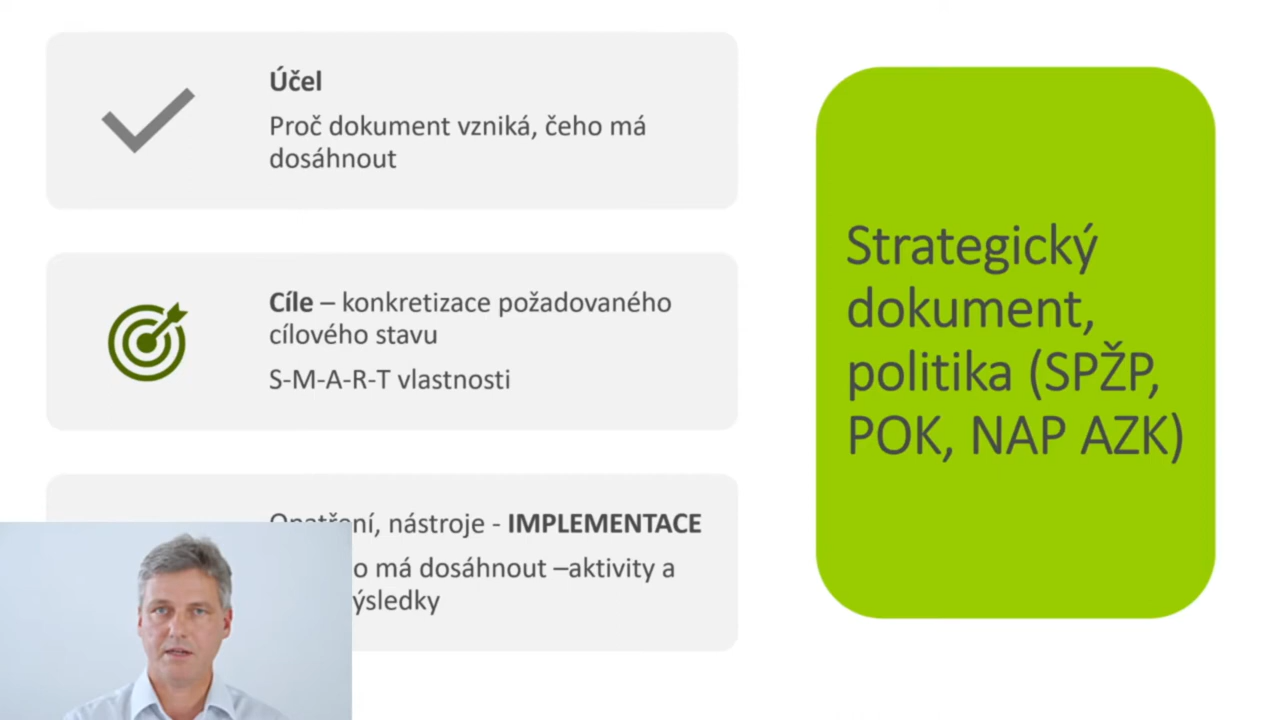 Účel
Proč dokument vzniká, čeho má
dosáhnout
Cíle – konkretizace požadovaného
cílového stavu
S-M-A-R-T vlastnosti
Opatření, nástroje - IMPLEMENTACE
má dosáhnout –aktivity a
Strategický
dokument,
politika (SPŽP,
POK, NAP AZK)